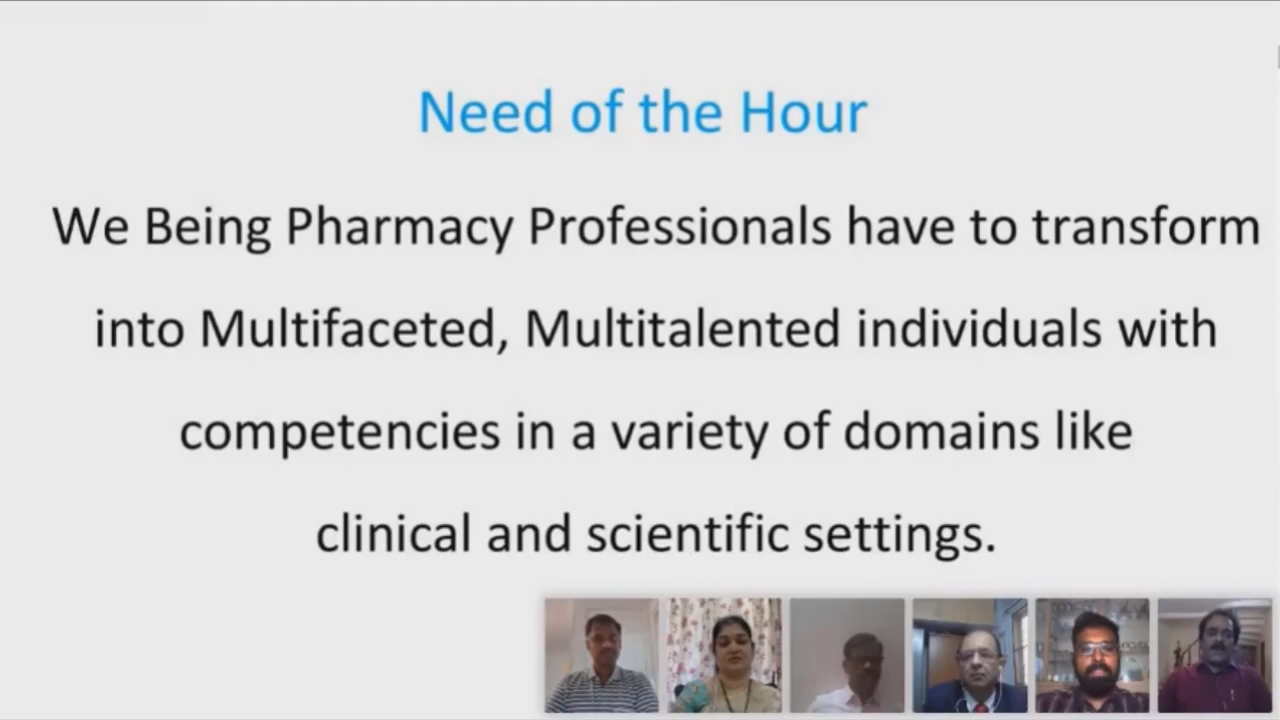 Need of the Hour
We Being Pharmacy Professionals have to transform
into Multifaceted, Multitalented individuals with
competencies in a variety of domains like
clinical and scientific settings.